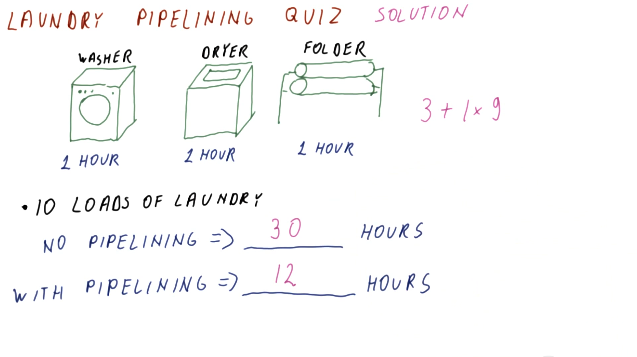 LAUNDRY PIPELINING QUIZ SOLUTION
WASHER DRYER FOLDER
3 + 1 × 9
1 HOUR 1 HOUR 1 HOUR
• 10 LOADS OF LAUNDRY
NO PIPELINING => 30 HOURS
WITH PIPELINING => 12 HOURS